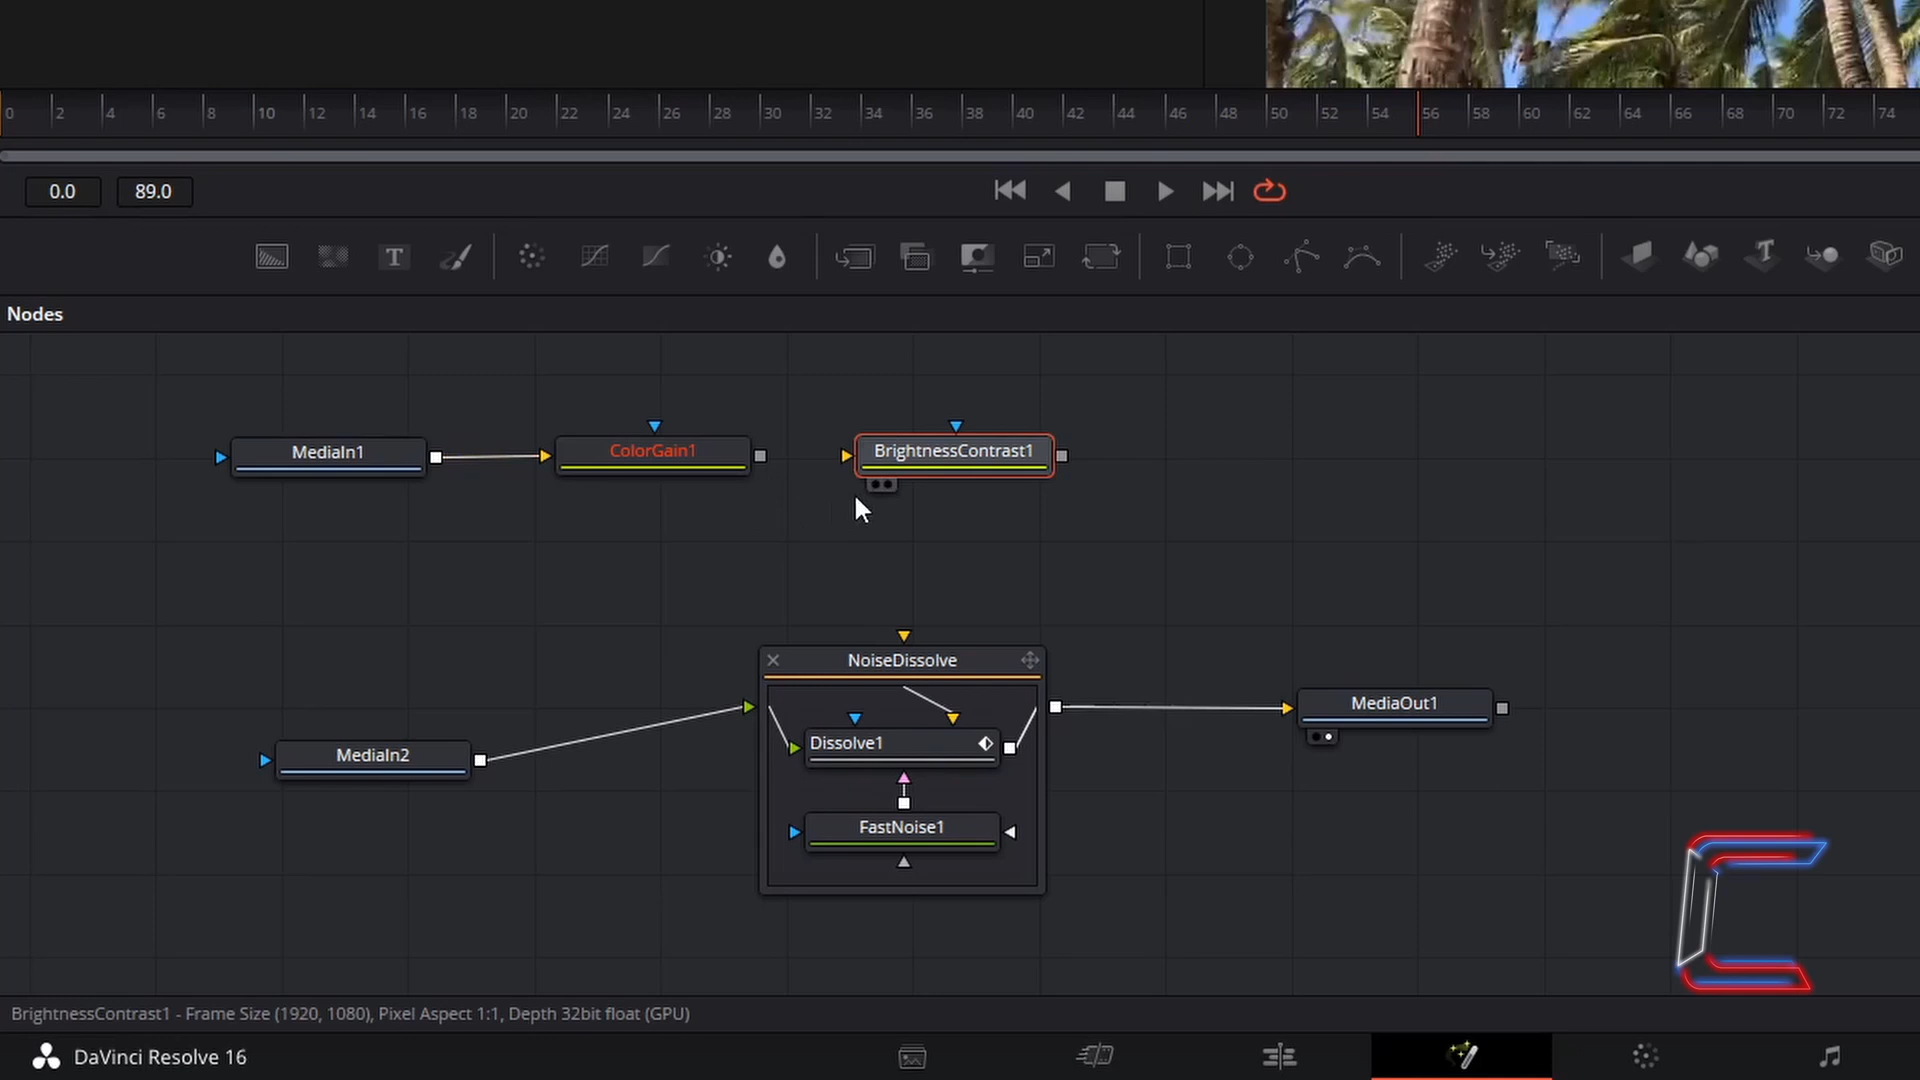 0 2 4 6 8 10 12 14 16 18 20 22 24 26 28 30 32 34 36 38 40 42 44 46 48 50 52 54 56 58 60 62 64 66 68 70 72 74
0.0 89.0
T
Nodes
MediaIn1 ColorGain1 BrightnessContrast1
NoiseDissolve
MediaOut1
Dissolve1
MediaIn2
FastNoise1
BrightnessContrast1 - Frame Size (1920, 1080), Pixel Aspect 1:1, Depth 32bit float (GPU)
DaVinci Resolve 16